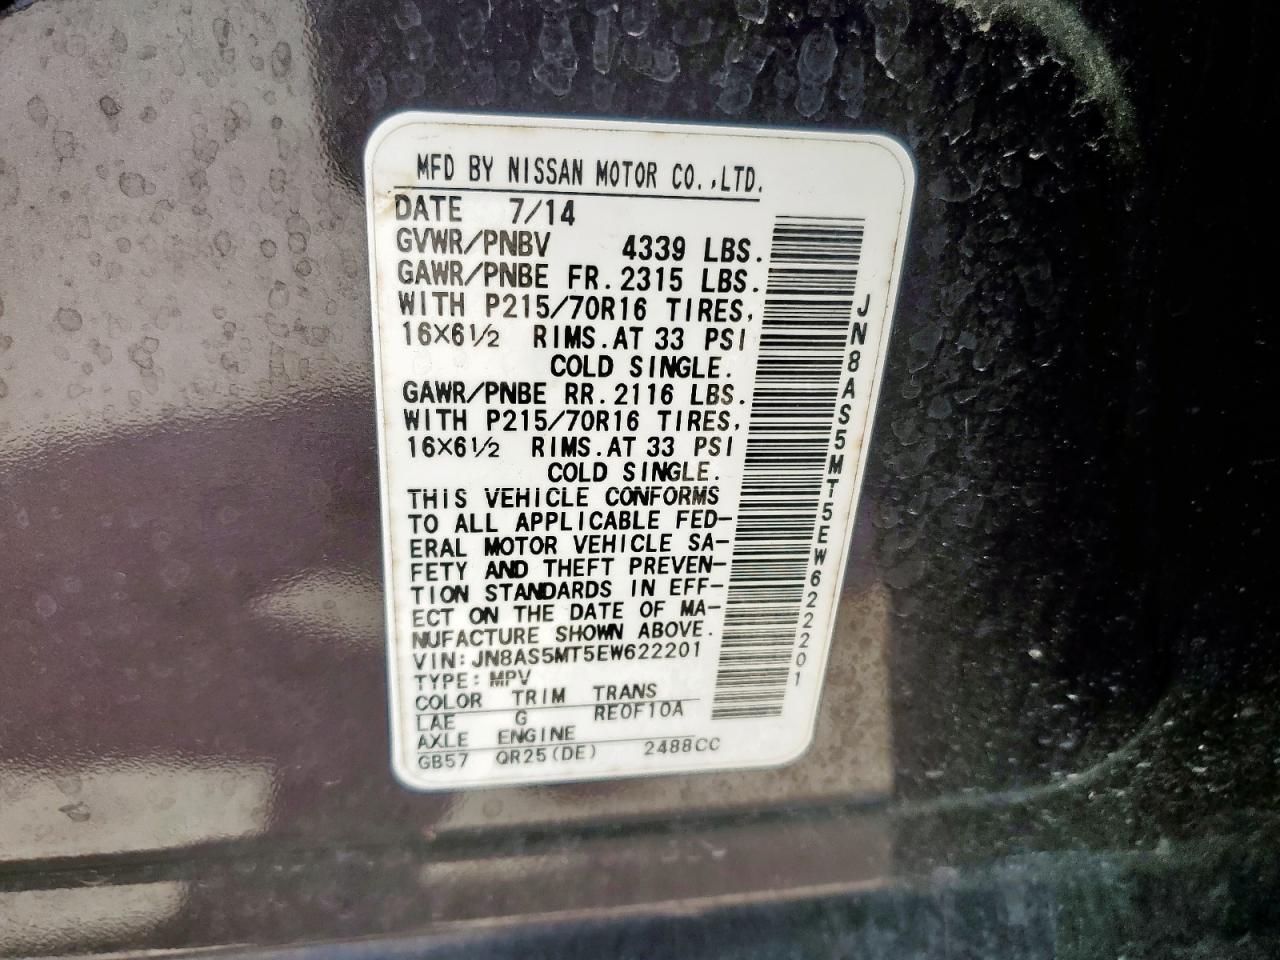 MFD BY NISSAN MOTOR CO.,LTD.
DATE 7/14
GVWR/PNBV 4339 LBS.
GAWR/PNBE FR.2315 LBS.
WITH P215/70R16 TIRES,
16×6½ RIMS.AT 33 PSI
COLD SINGLE.
GAWR/PNBE RR.2116 LBS.
WITH P215/70R16 TIRES,
16×6½ RIMS.AT 33 PSI
COLD SINGLE.
THIS VEHICLE CONFORMS
TO ALL APPLICABLE FED-
ERAL MOTOR VEHICLE SA-
FETY AND THEFT PREVEN-
TION STANDARDS IN EFF-
ECT ON THE DATE OF MA-
NUFACTURE SHOWN ABOVE.
VIN:JN8AS5MT5EW622201
TYPE:MPV
COLOR TRIM TRANS
LAE G RE0F10A
AXLE ENGINE
GB57 QR25(DE) 2488CC
JN8AS5MT5EW622201